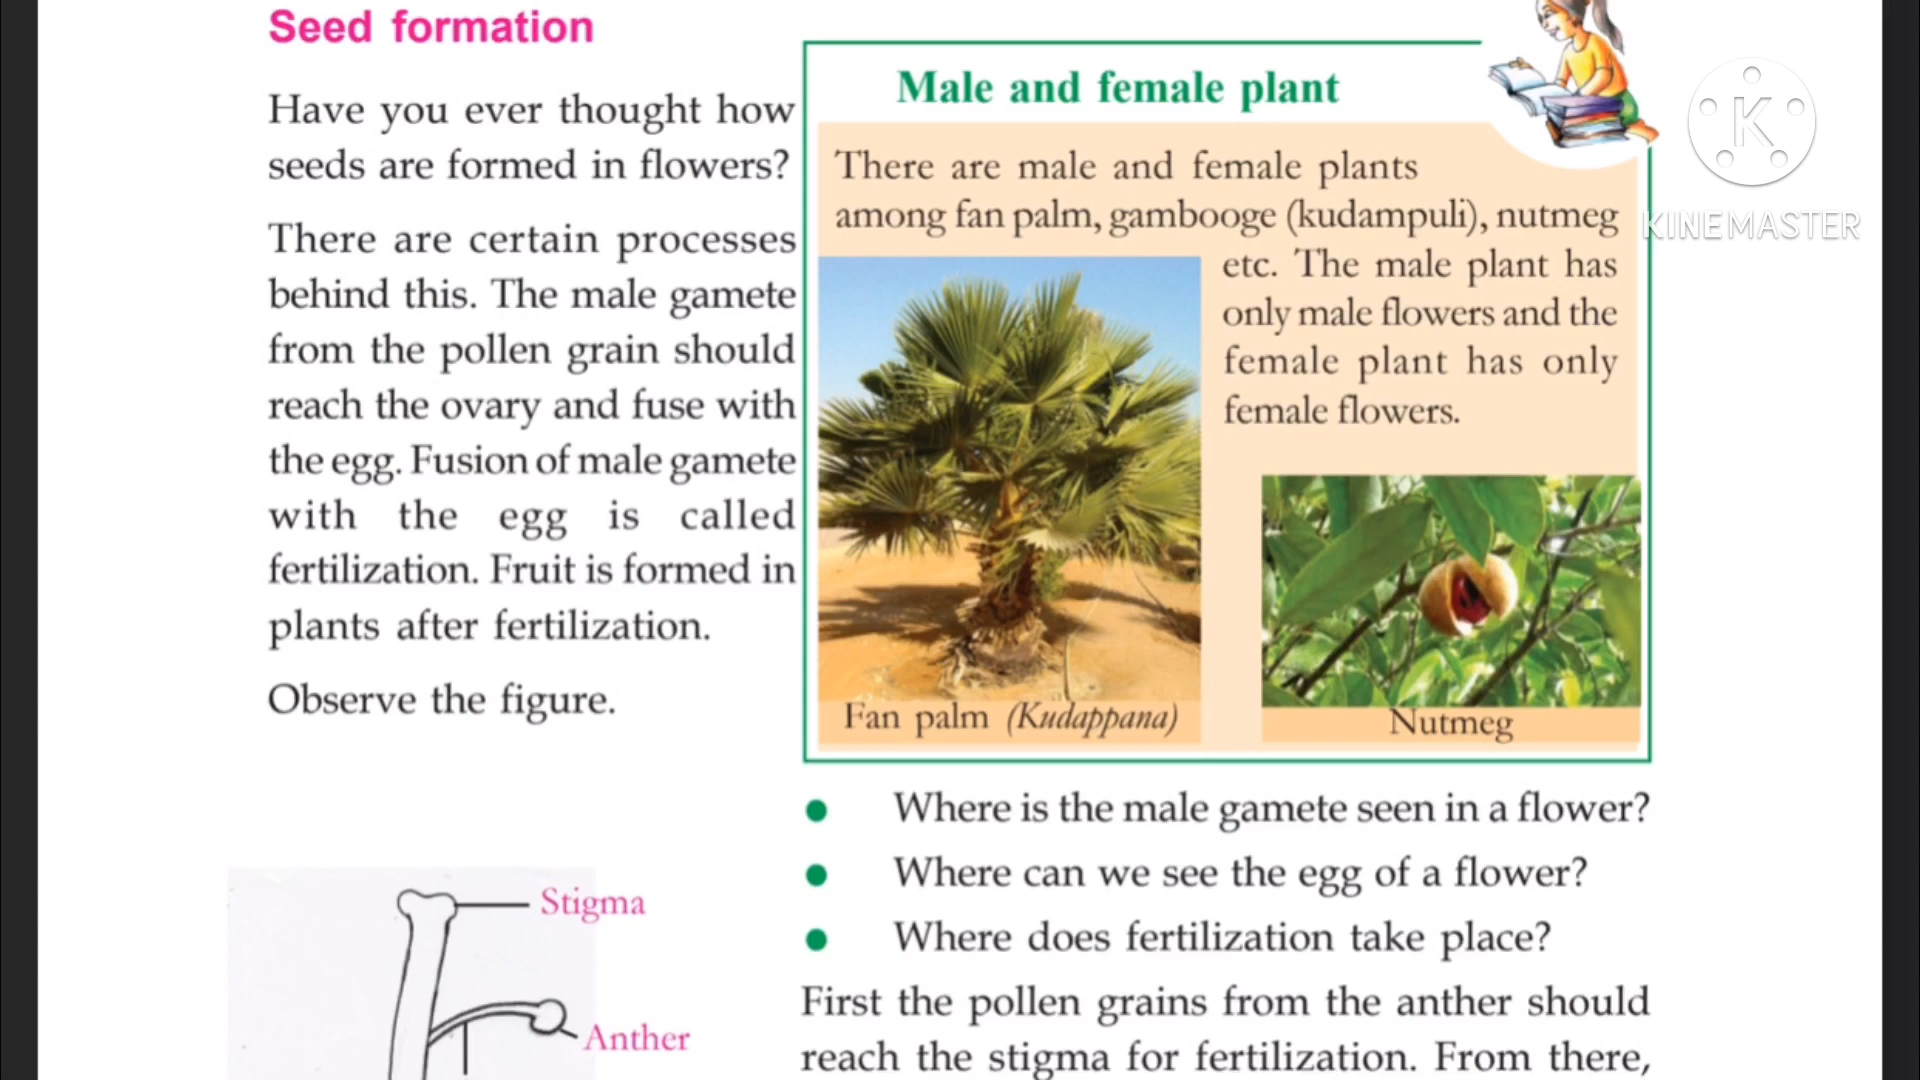 Seed formation
Have you ever thought how
seeds are formed in flowers?
There are certain processes
behind this. The male gamete
from the pollen grain should
reach the ovary and fuse with
the egg. Fusion of male gamete
with the egg is called
fertilization. Fruit is formed in
plants after fertilization.
Observe the figure.
Stigma
Anther
Male and female plant
There are male and female plants
among fan palm, gambooge (kudampuli), nutmeg
etc. The male plant has
only male flowers and the
female plant has only
female flowers.
Fan palm (Kudappana)
Nutmeg
Where is the male gamete seen in a flower?
Where can we see the egg of a flower?
Where does fertilization take place?
First the pollen grains from the anther should
reach the stigma for fertilization. From there,
K
KINEMASTER